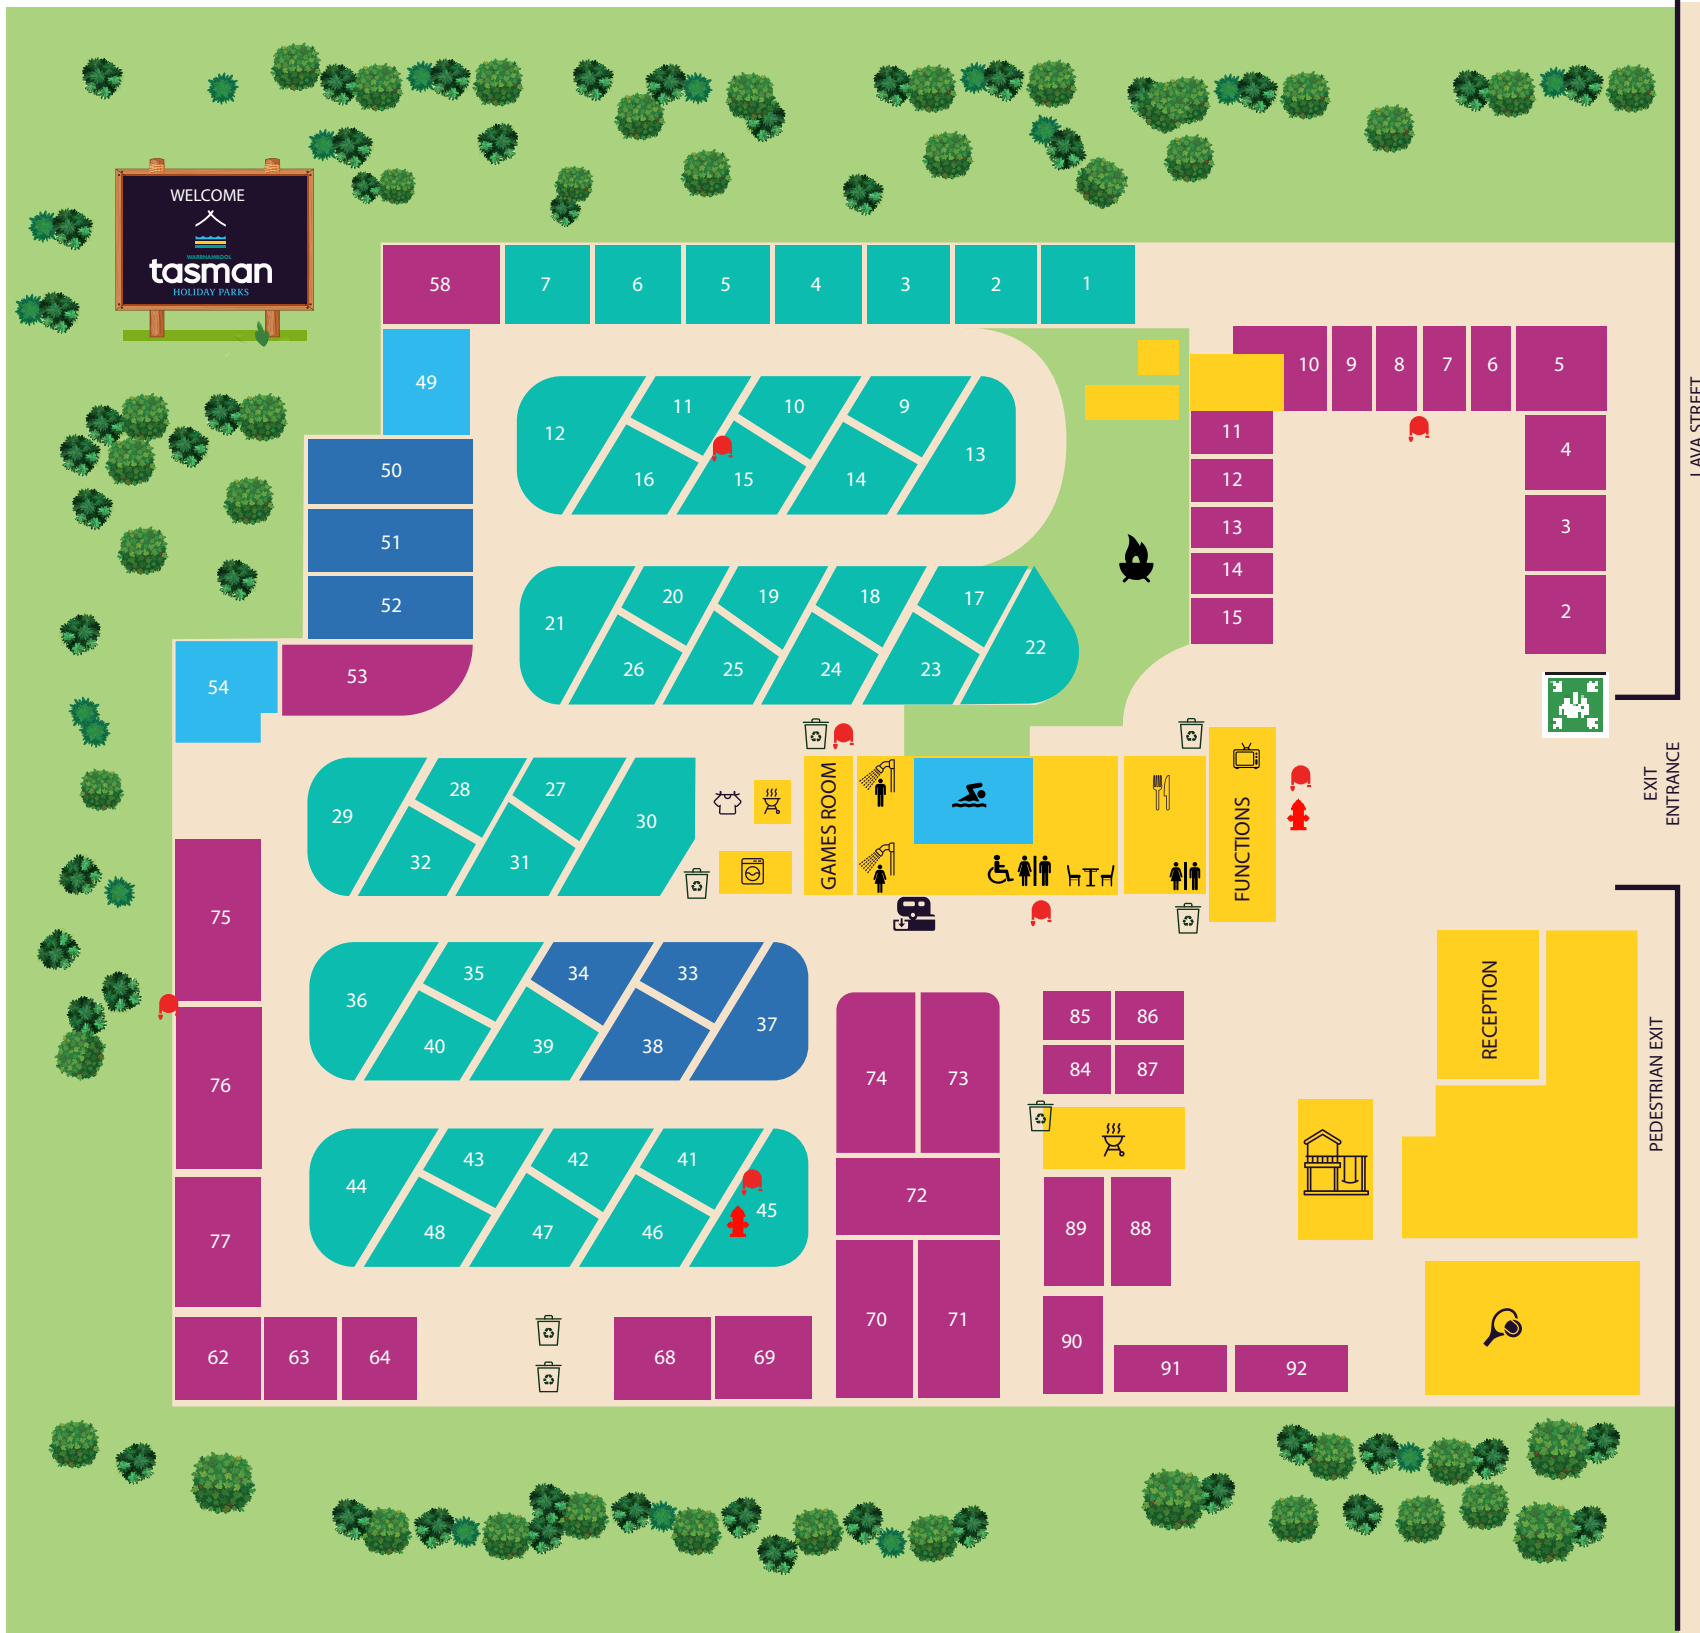 WELCOME
WARRNAMBOOL
tasman
HOLIDAY PARKS
58 7 6 5 4 3 2 1
49
10 9 8 7 6 5
12 11 10 9
16 15 14 13
11
12
13
14
15
4
3
2
LAVA STREET
50
51
52
21 20 19 18 17
26 25 24 23 22
54 53
EXIT
ENTRANCE
29 28 27 30
32 31
GAMES ROOM
FUNCTIONS
75
76
77
36 35 34 33 37
40 39 38
74 73
85 86
84 87
RECEPTION
PEDESTRIAN EXIT
44 43 42 41 45
48 47 46
72
89 88
70 71
90
91 92
62 63 64 68 69